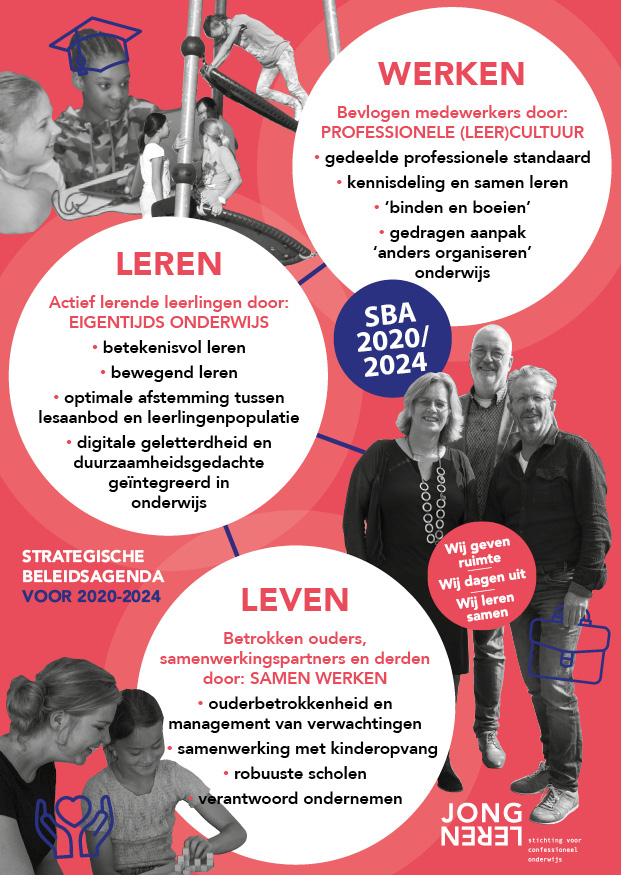 WERKEN
Bevlogen medewerkers door:
PROFESSIONELE (LEER)CULTUUR
• gedeelde professionele standaard
• kennisdeling en samen leren
• ‘binden en boeien’
• gedragen aanpak
‘anders organiseren’
onderwijs
LEREN
Actief lerende leerlingen door:
EIGENTIJDS ONDERWIJS
• betekenisvol leren
• bewegend leren
• optimale afstemming tussen
lesaanbod en leerlingenpopulatie
• digitale geletterdheid en
duurzaamheidsgedachte
geïntegreerd in
onderwijs
SBA
2020/
2024
STRATEGISCHE
BELEIDSAGENDA
VOOR 2020-2024
Wij geven
ruimte
Wij dagen uit
Wij leren
samen
LEVEN
Betrokken ouders,
samenwerkingspartners en derden
door: SAMEN WERKEN
• ouderbetrokkenheid en
management van verwachtingen
• samenwerking met kinderopvang
• robuuste scholen
• verantwoord ondernemen
JONG
LEREN
stichting voor
confessioneel
onderwijs